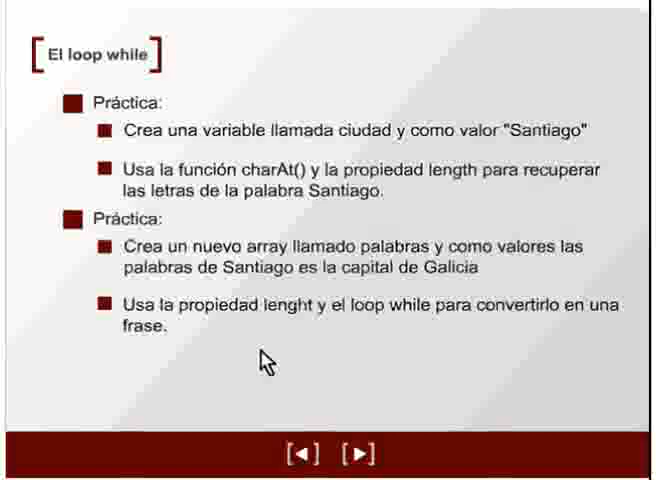 El loop while
Práctica:
Crea una variable llamada ciudad y como valor "Santiago"
Usa la función charAt() y la propiedad length para recuperar
las letras de la palabra Santiago.
Práctica:
Crea un nuevo array llamado palabras y como valores las
palabras de Santiago es la capital de Galicia
Usa la propiedad lenght y el loop while para convertirlo en una
frase.